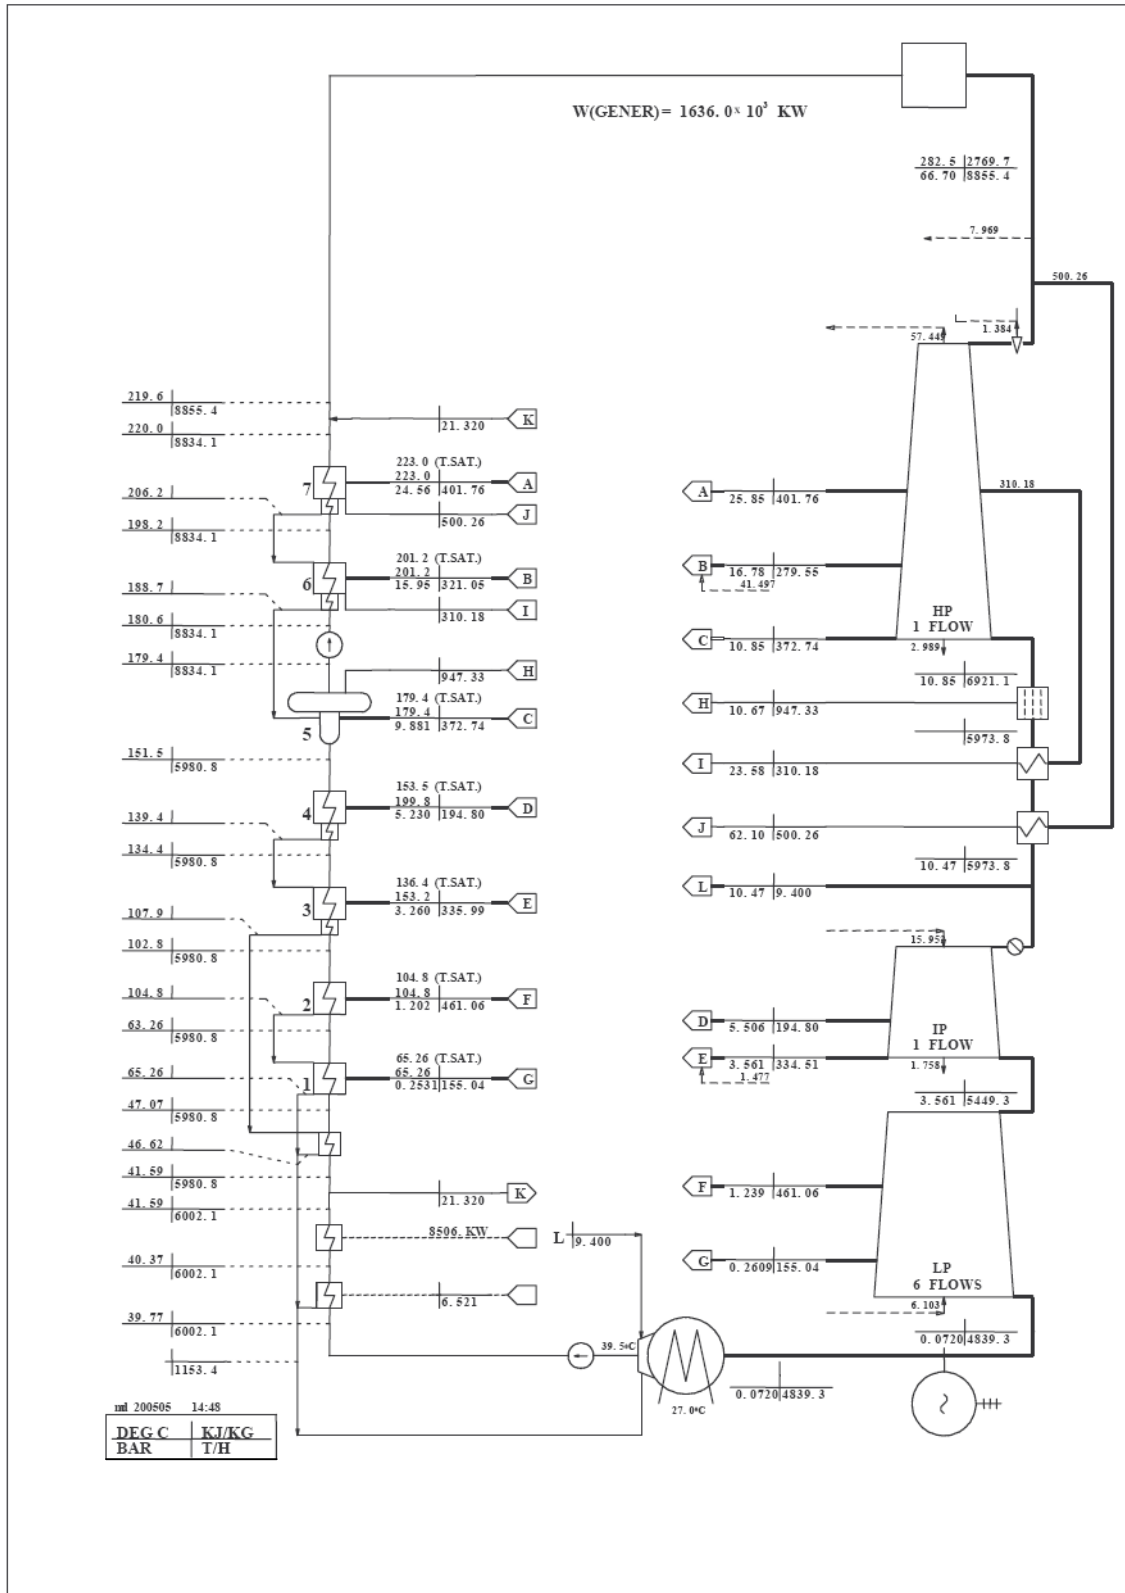 W(GENER)= 1636.0 x 10³ KW
282.5 2769.7
66.70 8855.4
7.969
500.26
1.384
57.449
219.6
8855.4
220.0
8834.1
21.320 K
223.0 (T.SAT.)
223.0
24.56 401.76 A
7
500.26 J
206.2
198.2
8834.1
201.2 (T.SAT.)
201.2
15.95 321.05 B
6
310.18 I
188.7
180.6
8834.1
179.4
8834.1
947.33 H
179.4 (T.SAT.)
179.4
9.881 372.74 C
5
151.5
5980.8
153.5 (T.SAT.)
199.8
5.230 194.80 D
4
139.4
134.4
5980.8
136.4 (T.SAT.)
153.2
3.260 335.99 E
3
107.9
102.8
5980.8
104.8 (T.SAT.)
104.8
1.202 461.06 F
2
104.8
63.26
5980.8
65.26 (T.SAT.)
65.26
0.2531 155.04 G
1
65.26
47.07
5980.8
46.62
41.59
5980.8
21.320 K
41.59
6002.1
8506. KW
40.37
6002.1
6.521
39.77
6002.1
1153.4
L 9.400
39.5°C
27.0°C
0.0720 4839.3
A 25.85 401.76
310.18
B 16.78 279.55
41.497
HP
1 FLOW
C 10.85 372.74
2.989
10.85 6921.1
H 10.67 947.33
5973.8
I 23.58 310.18
J 62.10 500.26
10.47 5973.8
L 10.47 9.400
D 5.506 194.80
IP
1 FLOW
E 3.561 334.51
1.477
1.758
3.561 5449.3
F 1.239 461.06
G 0.2609 155.04
LP
6 FLOWS
6.103
0.0720 4839.3
~
ml 200505 14:48
DEG C KJ/KG
BAR T/H